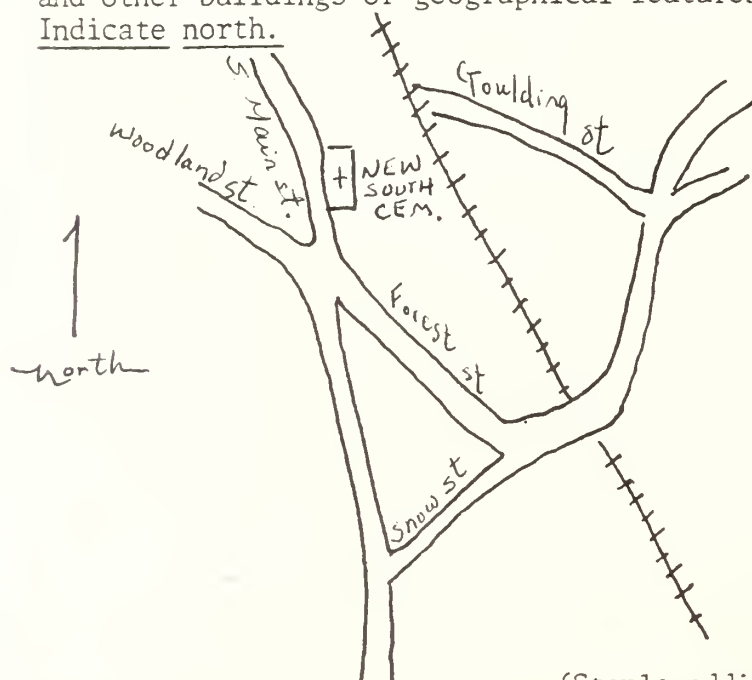 and other buildings or geographical features
Indicate north.
Goulding
st
S. Main st.
Woodland st.
+
NEW
SOUTH
CEM.
Forest
st
north
Snow st